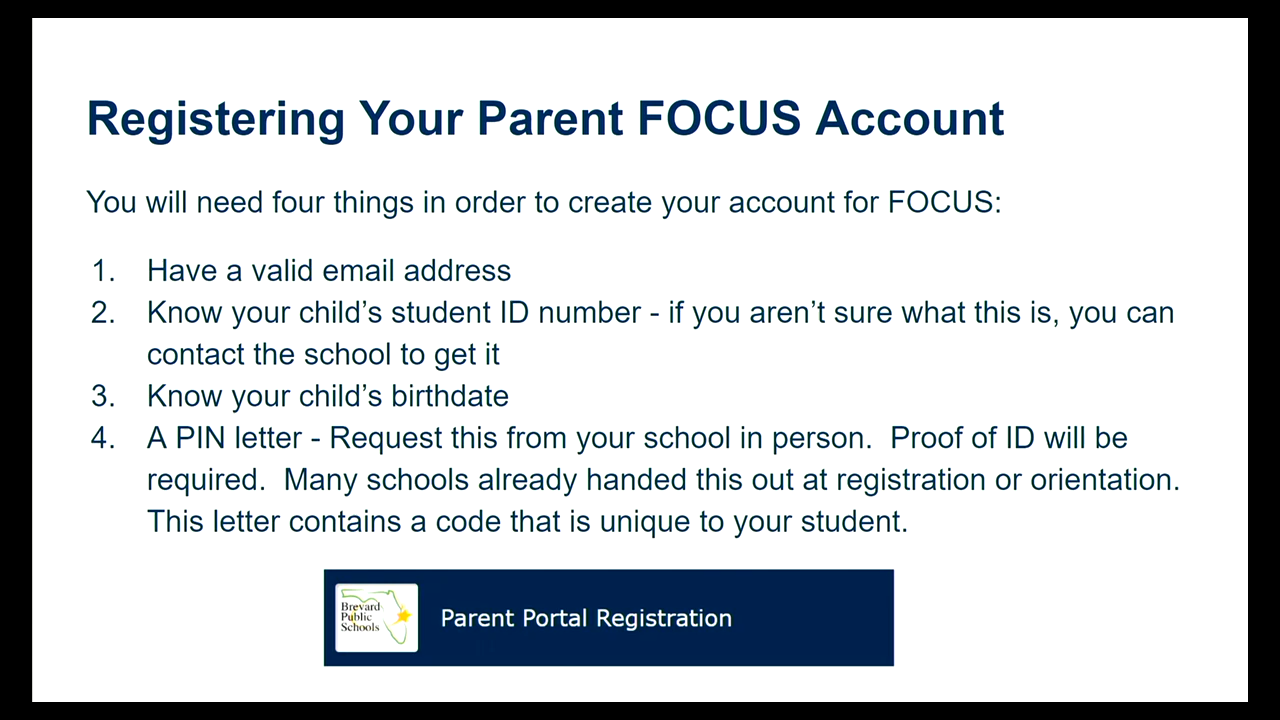 Registering Your Parent FOCUS Account
You will need four things in order to create your account for FOCUS:
1. Have a valid email address
2. Know your child’s student ID number - if you aren’t sure what this is, you can
contact the school to get it
3. Know your child’s birthdate
4. A PIN letter - Request this from your school in person.  Proof of ID will be
required.  Many schools already handed this out at registration or orientation.
This letter contains a code that is unique to your student.
Brevard
Public
Schools
Parent Portal Registration